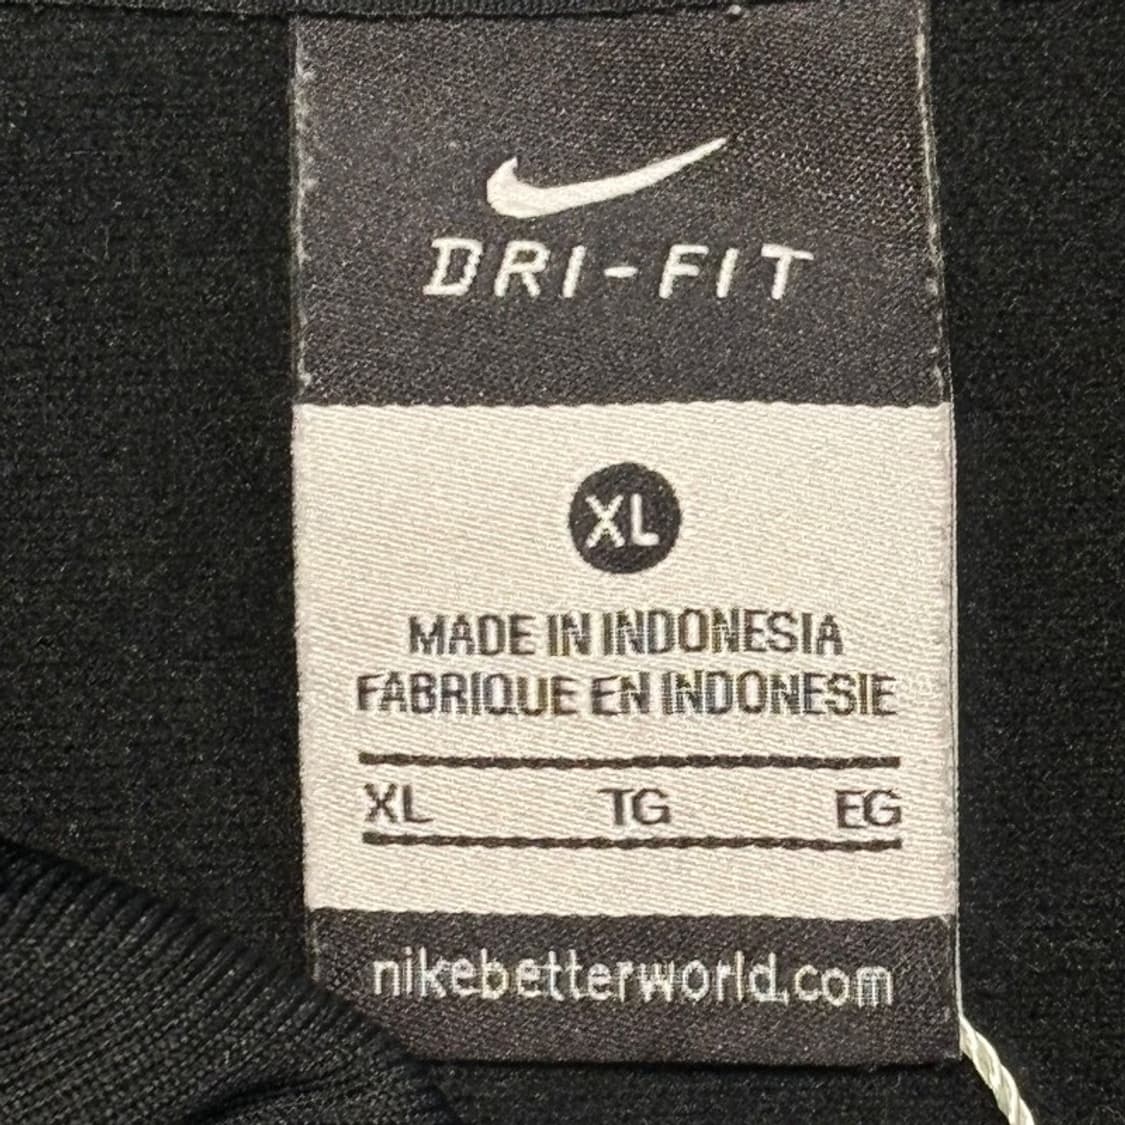 DRI-FIT
XL
MADE IN INDONESIA
FABRIQUE EN INDONESIE
XL TG EG
nikebetterworld.com